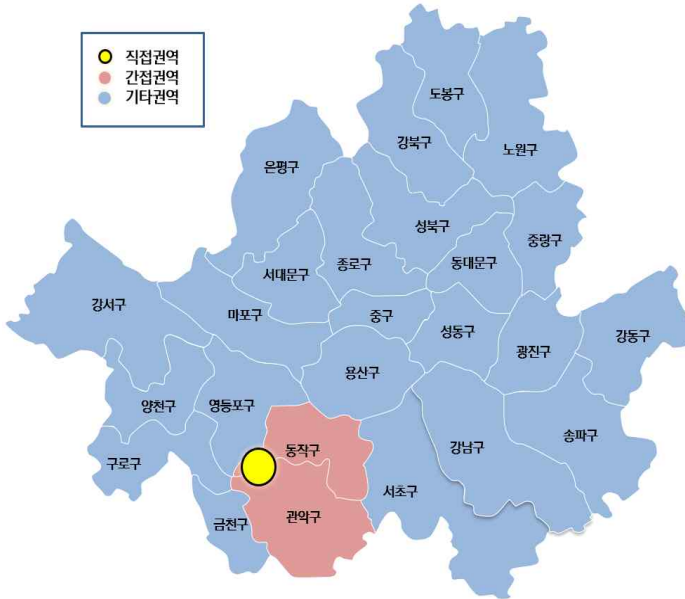 직접권역
간접권역
기타권역
도봉구
강북구
노원구
은평구
성북구
중랑구
동대문구
서대문구
종로구
강서구
마포구
중구
성동구
광진구
강동구
용산구
양천구
영등포구
동작구
강남구
송파구
구로구
서초구
금천구
관악구